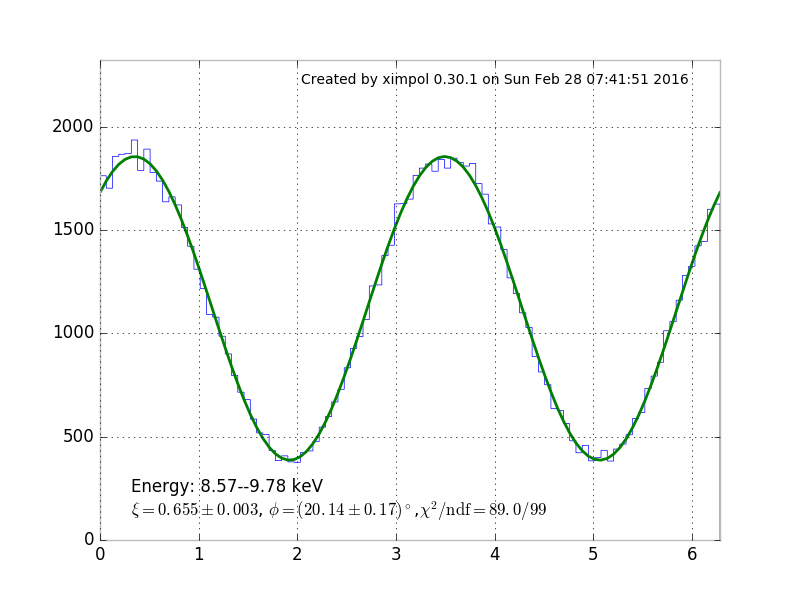 Created by ximpol 0.30.1 on Sun Feb 28 07:41:51 2016
2000
1500
1000
500
0
Energy: 8.57--9.78 keV
ξ = 0.655 ± 0.003, ϕ = (20.14 ± 0.17)°, χ²/ndf = 89.0/99
0 1 2 3 4 5 6